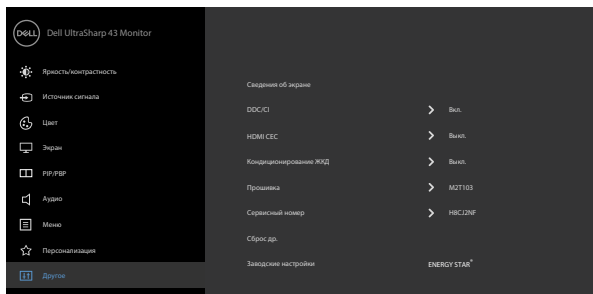 DELL
Dell UltraSharp 43 Monitor
Яркость/контрастность
Источник сигнала
Цвет
Экран
PIP/PBP
Аудио
Меню
Персонализация
Другое
Сведения об экране
DDC/CI Вкл.
HDMI CEC Выкл.
Кондиционирование ЖКД Выкл.
Прошивка M2T103
Сервисный номер H8CJ2NF
Сброс др.
Заводские настройки ENERGY STAR*